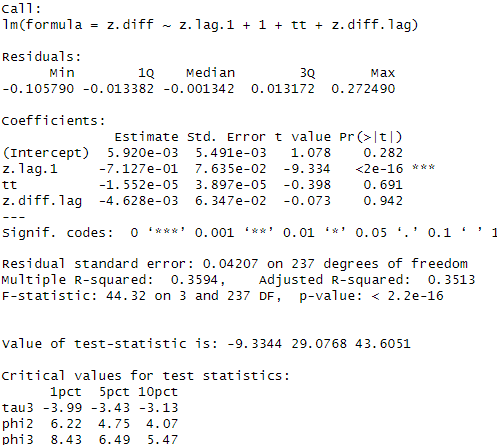 Call:
lm(formula = z.diff ~ z.lag.1 + 1 + tt + z.diff.lag)
Residuals:
Min 1Q Median 3Q Max
-0.105790 -0.013382 -0.001342 0.013172 0.272490
Coefficients:
Estimate Std. Error t value Pr(>|t|)
(Intercept) 5.920e-03 5.491e-03 1.078 0.282
z.lag.1 -7.127e-01 7.635e-02 -9.334 <2e-16 ***
tt -1.552e-05 3.897e-05 -0.398 0.691
z.diff.lag -4.628e-03 6.347e-02 -0.073 0.942
---
Signif. codes: 0 ‘***’ 0.001 ‘**’ 0.01 ‘*’ 0.05 ‘.’ 0.1 ‘ ’ 1
Residual standard error: 0.04207 on 237 degrees of freedom
Multiple R-squared: 0.3594, Adjusted R-squared: 0.3513
F-statistic: 44.32 on 3 and 237 DF, p-value: < 2.2e-16
Value of test-statistic is: -9.3344 29.0768 43.6051
Critical values for test statistics:
1pct 5pct 10pct
tau3 -3.99 -3.43 -3.13
phi2 6.22 4.75 4.07
phi3 8.43 6.49 5.47